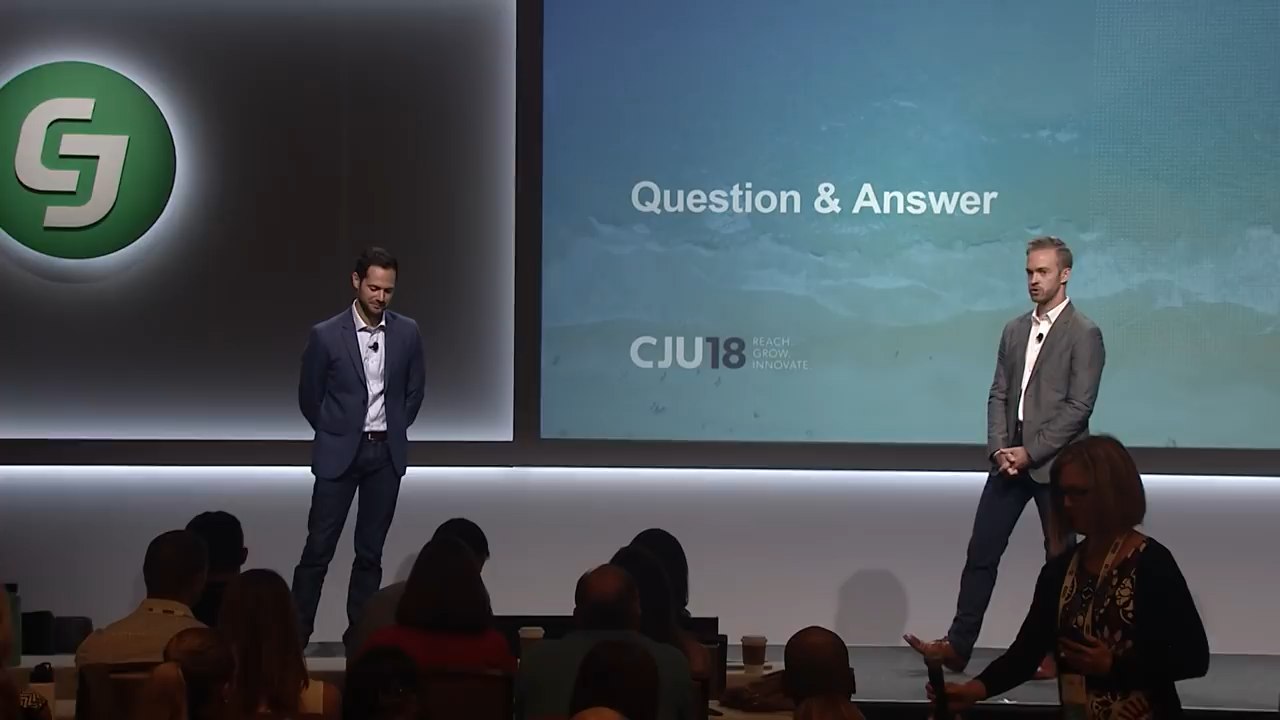 CJ
Question & Answer
CJU18
REACH.
GROW.
INNOVATE.